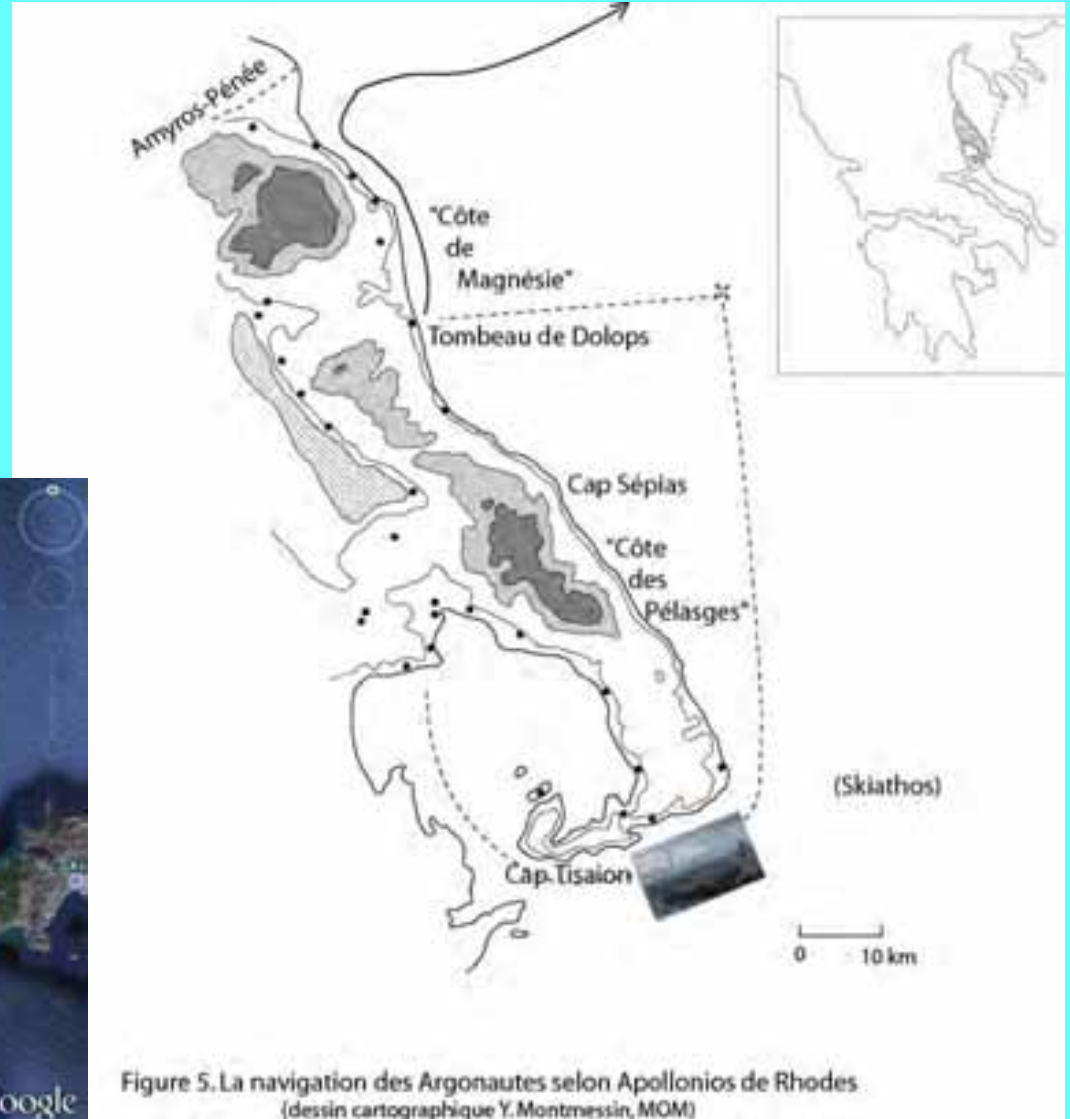 Amyros-Pénée
"Côte
de
Magnésie"
Tombeau de Dolops
Cap Sépias
"Côte
des
Pélasges"
(Skiathos)
Cap Tisaion
0 10 km
Figure 5. La navigation des Argonautes selon Apollonios de Rhodes
(dessin cartographique Y. Montmessin, MOM)
oogle